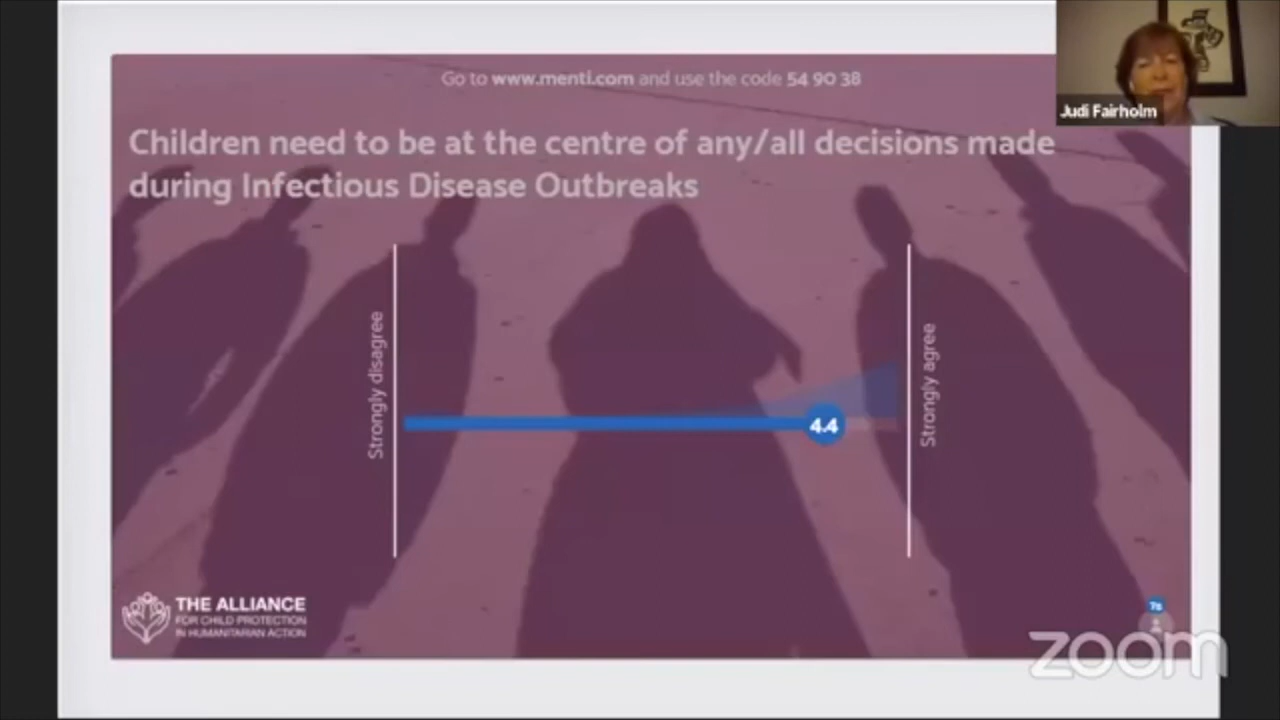 Go to www.menti.com and use the code 54 90 38
Judi Fairholm
Children need to be at the centre of any/all decisions made
during Infectious Disease Outbreaks
Strongly disagree
4.4
Strongly agree
THE ALLIANCE
FOR CHILD PROTECTION
IN HUMANITARIAN ACTION
zoom